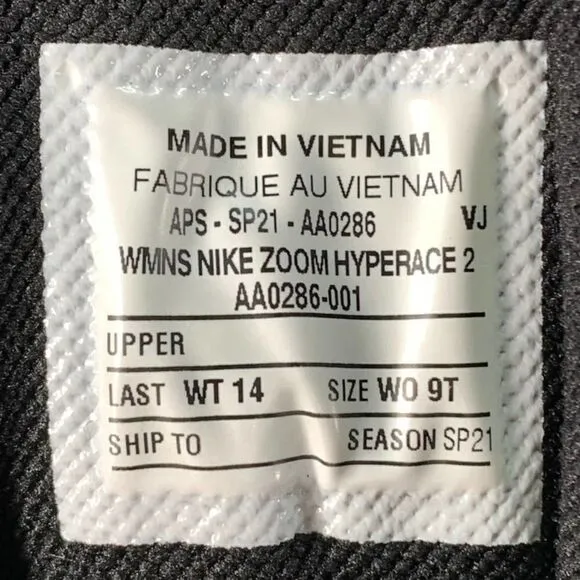 MADE IN VIETNAM
FABRIQUE AU VIETNAM
APS - SP21 - AA0286 VJ
WMNS NIKE ZOOM HYPERACE 2
AA0286-001
UPPER
LAST WT 14 SIZE WO 9T
SHIP TO SEASON SP21